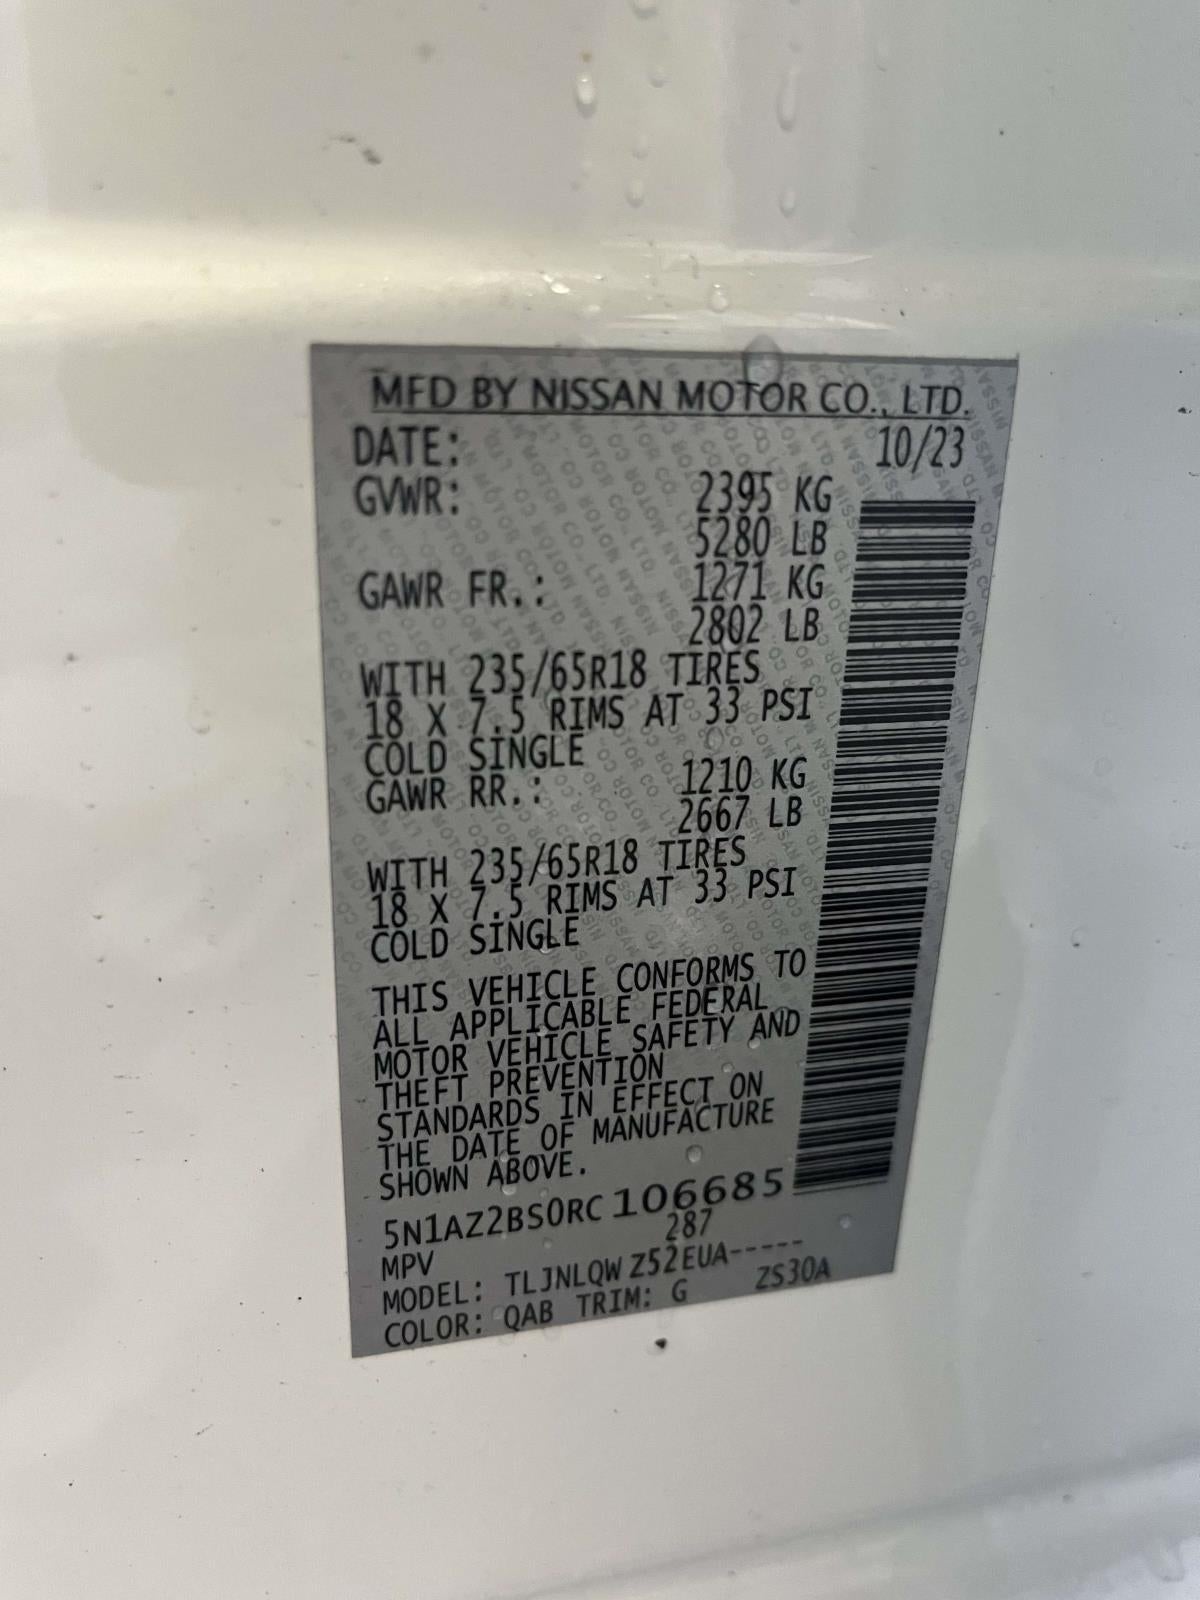 MFD BY NISSAN MOTOR CO., LTD.
DATE: 10/23
GVWR: 2395 KG
5280 LB
GAWR FR.: 1271 KG
2802 LB
WITH 235/65R18 TIRES
18 X 7.5 RIMS AT 33 PSI
COLD SINGLE
GAWR RR.: 1210 KG
2667 LB
WITH 235/65R18 TIRES
18 X 7.5 RIMS AT 33 PSI
COLD SINGLE
THIS VEHICLE CONFORMS TO
ALL APPLICABLE FEDERAL
MOTOR VEHICLE SAFETY AND
THEFT PREVENTION
STANDARDS IN EFFECT ON
THE DATE OF MANUFACTURE
SHOWN ABOVE.
5N1AZ2BS0RC106685
MPV 287
MODEL: TLJNLQW Z52EUA-----
COLOR: QAB TRIM: G ZS30A